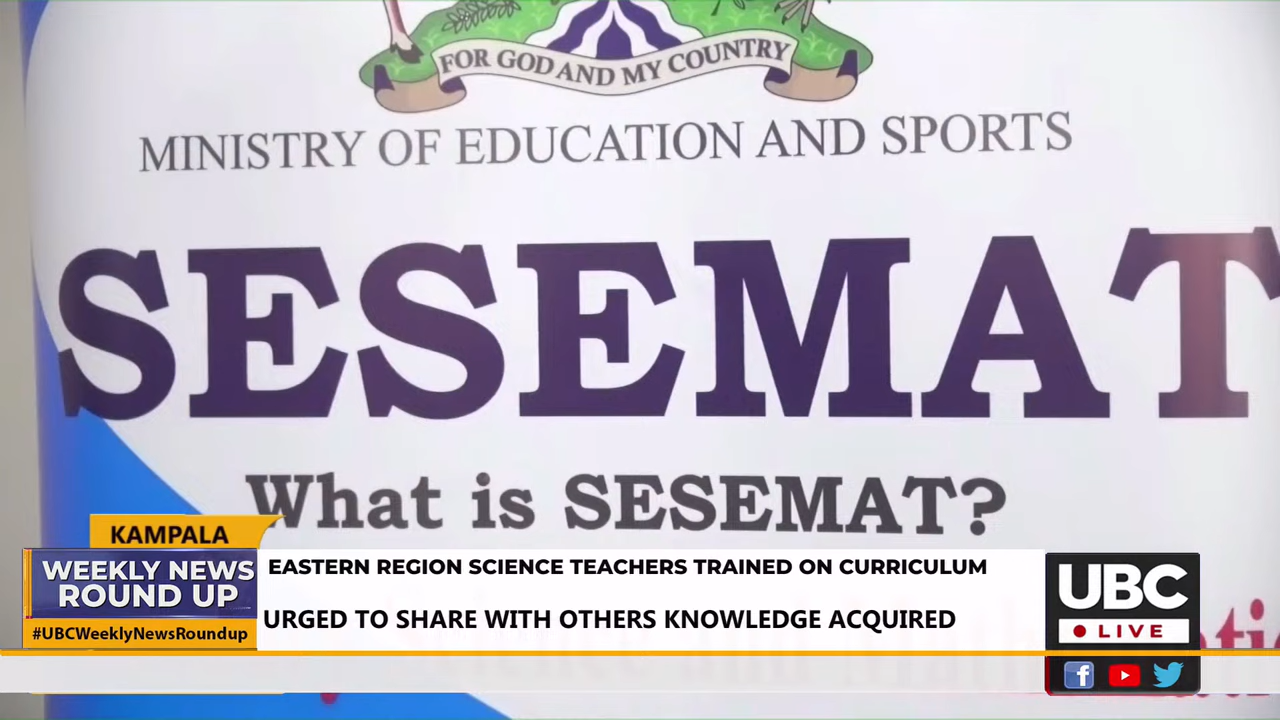 FOR GOD AND MY COUNTRY
MINISTRY OF EDUCATION AND SPORTS
SESEMAT
What is SESEMAT?
KAMPALA
WEEKLY NEWS
ROUND UP
#UBCWeeklyNewsRoundup
EASTERN REGION SCIENCE TEACHERS TRAINED ON CURRICULUM
URGED TO SHARE WITH OTHERS KNOWLEDGE ACQUIRED
UBC
LIVE